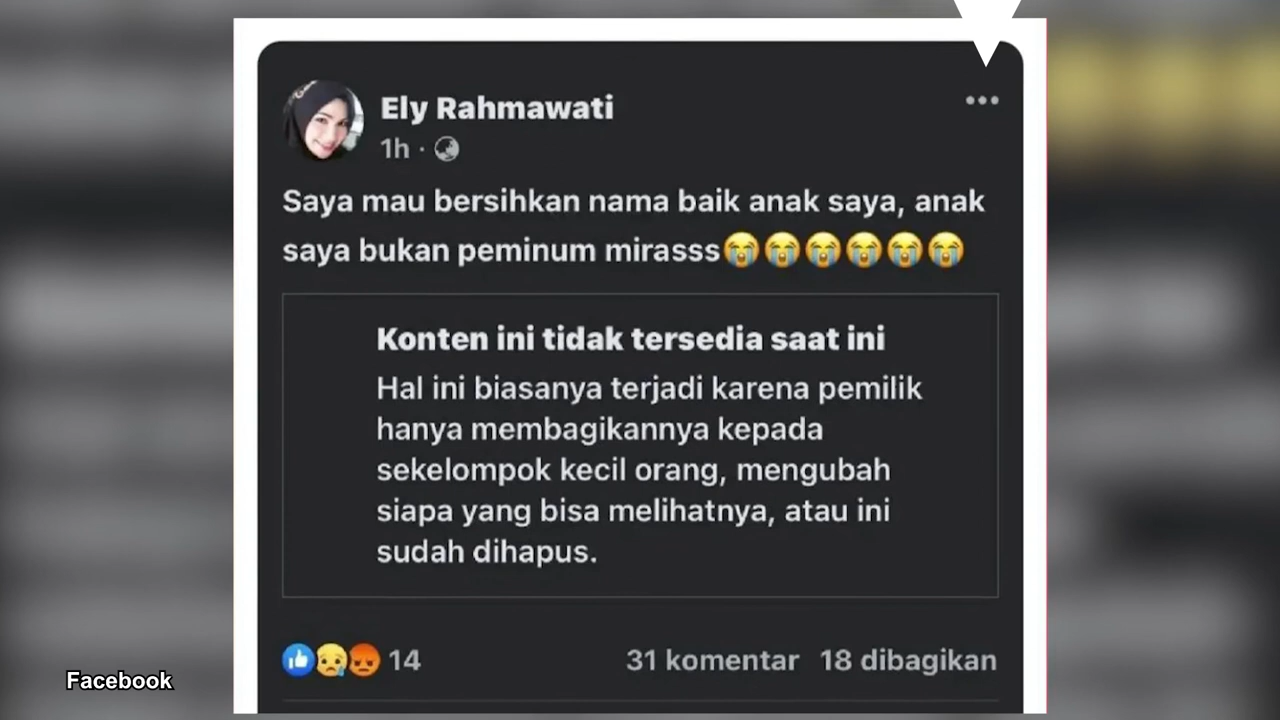 Ely Rahmawati
1h ·
Saya mau bersihkan nama baik anak saya, anak
saya bukan peminum mirasss😭😭😭😭😭😭
Konten ini tidak tersedia saat ini
Hal ini biasanya terjadi karena pemilik
hanya membagikannya kepada
sekelompok kecil orang, mengubah
siapa yang bisa melihatnya, atau ini
sudah dihapus.
14 31 komentar 18 dibagikan
Facebook